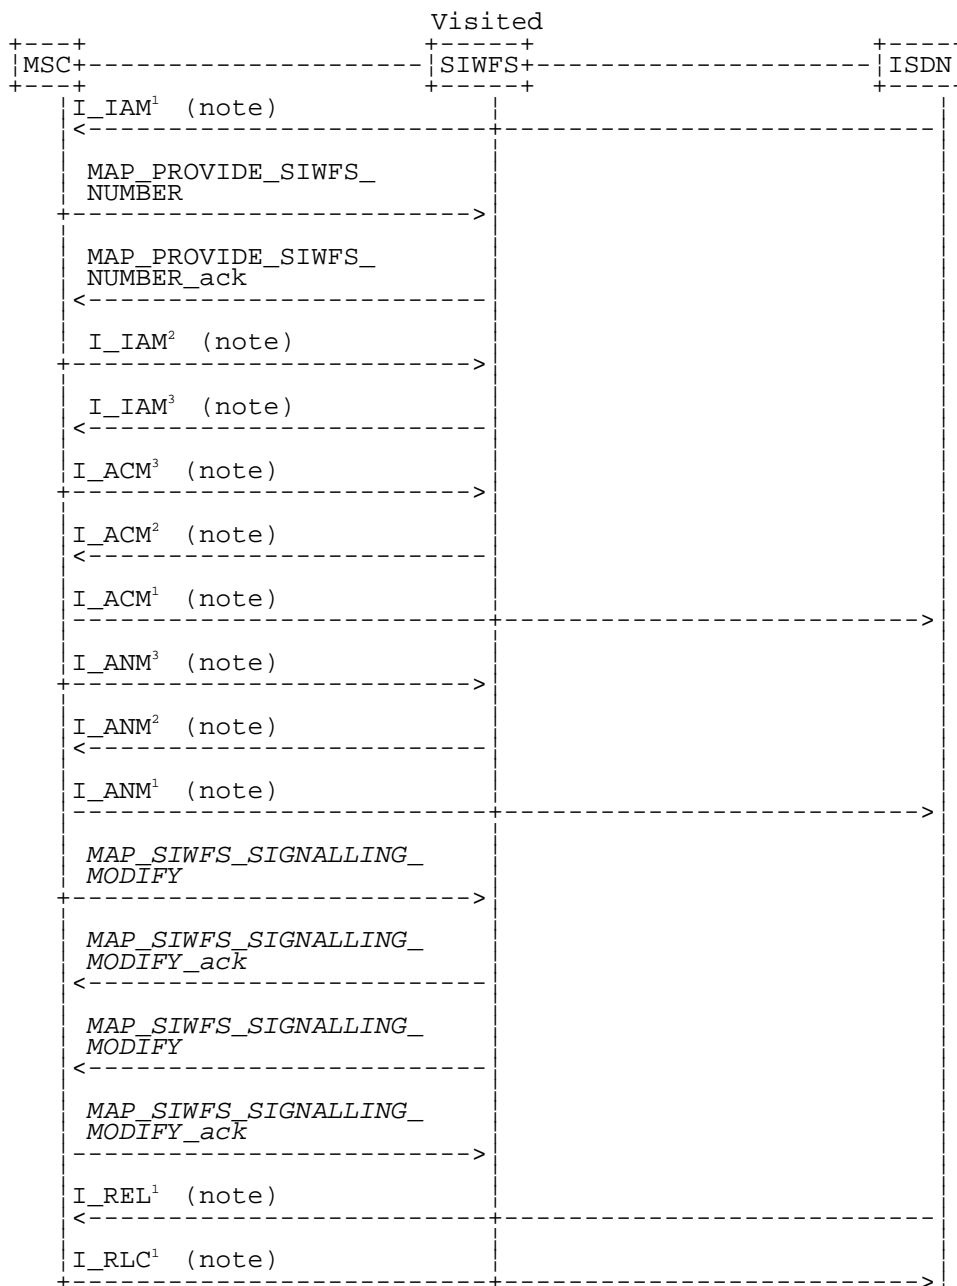 Visited
MSC SIWFS ISDN
I_IAM¹ (note)
MAP_PROVIDE_SIWFS_
NUMBER
MAP_PROVIDE_SIWFS_
NUMBER_ack
I_IAM² (note)
I_IAM³ (note)
I_ACM³ (note)
I_ACM² (note)
I_ACM¹ (note)
I_ANM³ (note)
I_ANM² (note)
I_ANM¹ (note)
MAP_SIWFS_SIGNALLING_
MODIFY
MAP_SIWFS_SIGNALLING_
MODIFY_ack
MAP_SIWFS_SIGNALLING_
MODIFY
MAP_SIWFS_SIGNALLING_
MODIFY_ack
I_REL¹ (note)
I_RLC¹ (note)